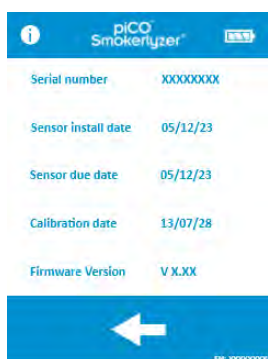 i
piCO
Smokerlyzer®
Serial number XXXXXXXX
Sensor install date 05/12/23
Sensor due date 05/12/23
Calibration date 13/07/28
Firmware Version V X.XX